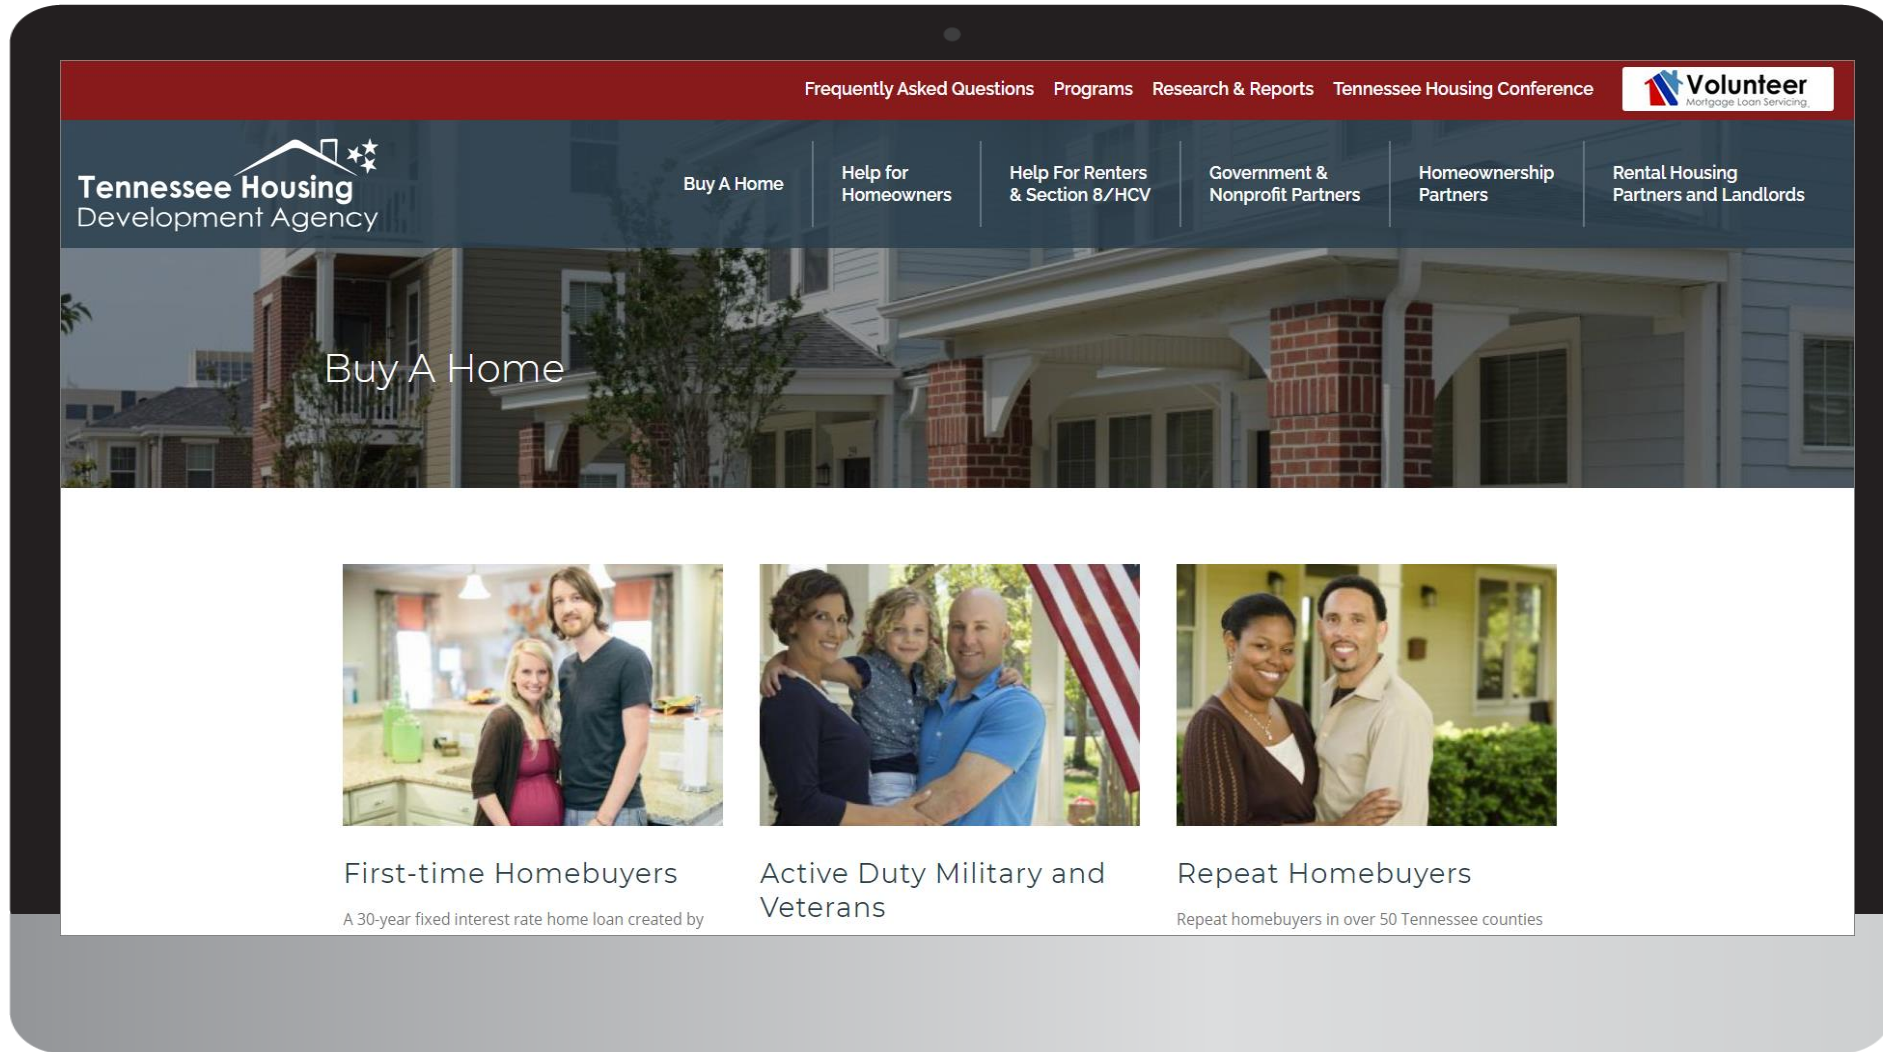 Frequently Asked Questions Programs Research & Reports Tennessee Housing Conference
Volunteer
Mortgage Loan Servicing
Tennessee Housing
Development Agency
Buy A Home
Help for
Homeowners
Help For Renters
& Section 8/HCV
Government &
Nonprofit Partners
Homeownership
Partners
Rental Housing
Partners and Landlords
Buy A Home
First-time Homebuyers
A 30-year fixed interest rate home loan created by
Active Duty Military and
Veterans
Repeat Homebuyers
Repeat homebuyers in over 50 Tennessee counties